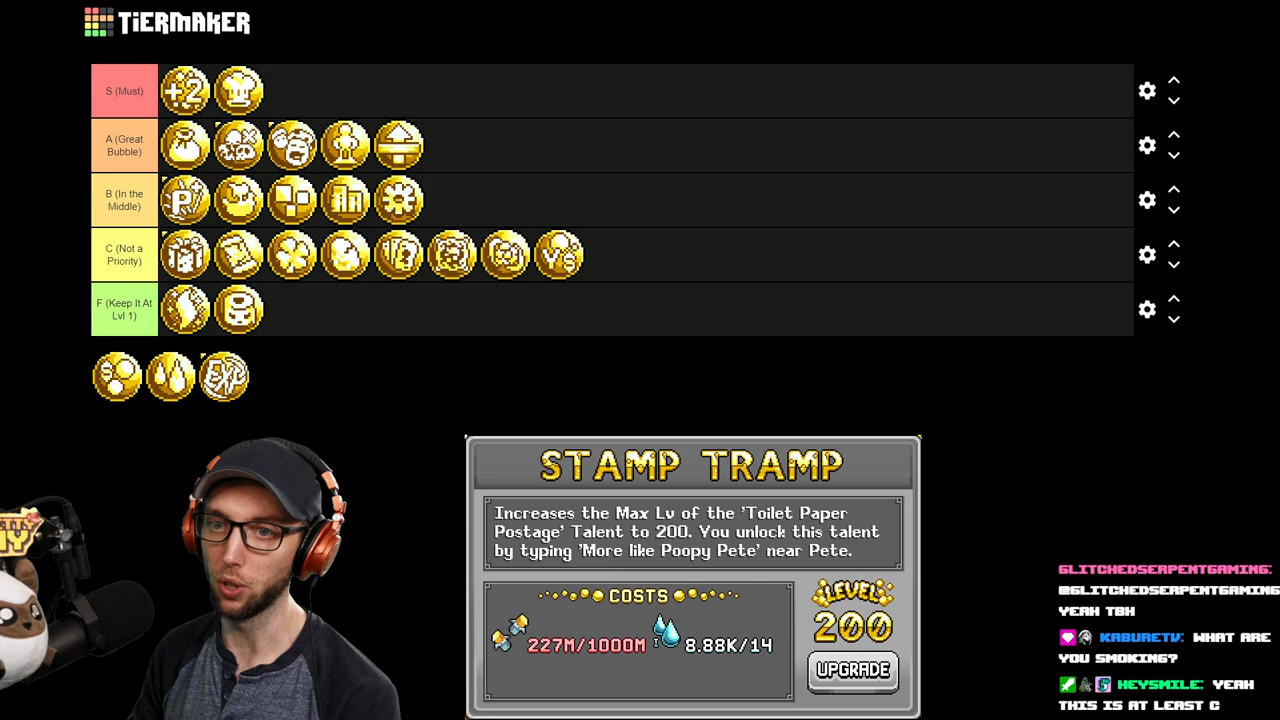 TIERMAKER
S (Must)
+2
A (Great
Bubble)
B (In the
Middle)
P+
C (Not a
Priority)
?
VS
F (Keep It At
Lvl 1)
$
EXP
STAMP TRAMP
Increases the Max Lv of the 'Toilet Paper
Postage' Talent to 200. You unlock this talent
by typing 'More like Poopy Pete' near Pete.
COSTS
227M/1000M 8.88K/14
LEVEL
200
UPGRADE
GLITCHEDSERPENTGAMING:
@GLITCHEDSERPENTGAMING
YEAH TBH
KABURETV: WHAT ARE
YOU SMOKING?
HEYSMILE: YEAH
THIS IS AT LEAST C